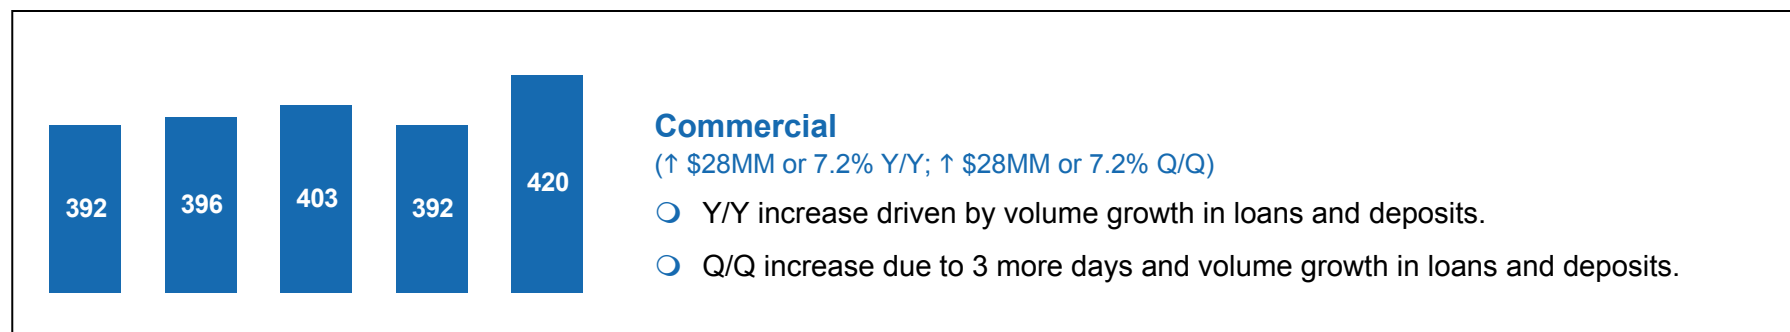 392
396
403
392
420
Commercial
(↑ $28MM or 7.2% Y/Y; ↑ $28MM or 7.2% Q/Q)
❍ Y/Y increase driven by volume growth in loans and deposits.
❍ Q/Q increase due to 3 more days and volume growth in loans and deposits.